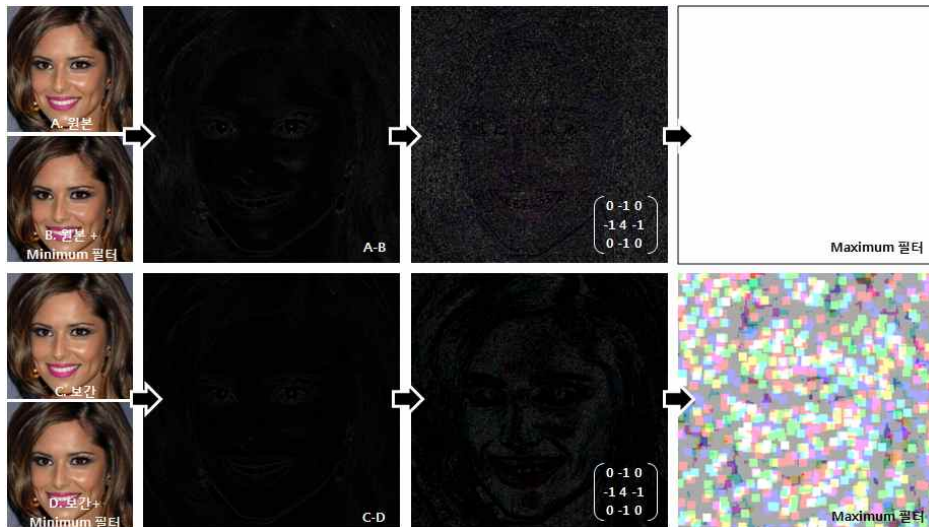 A. 원본
B. 원본 +
Minimum 필터
A-B
0 -1 0
-1 4 -1
0 -1 0
Maximum 필터
C. 보간
D. 보간+
Minimum 필터
C-D
0 -1 0
-1 4 -1
0 -1 0
Maximum 필터